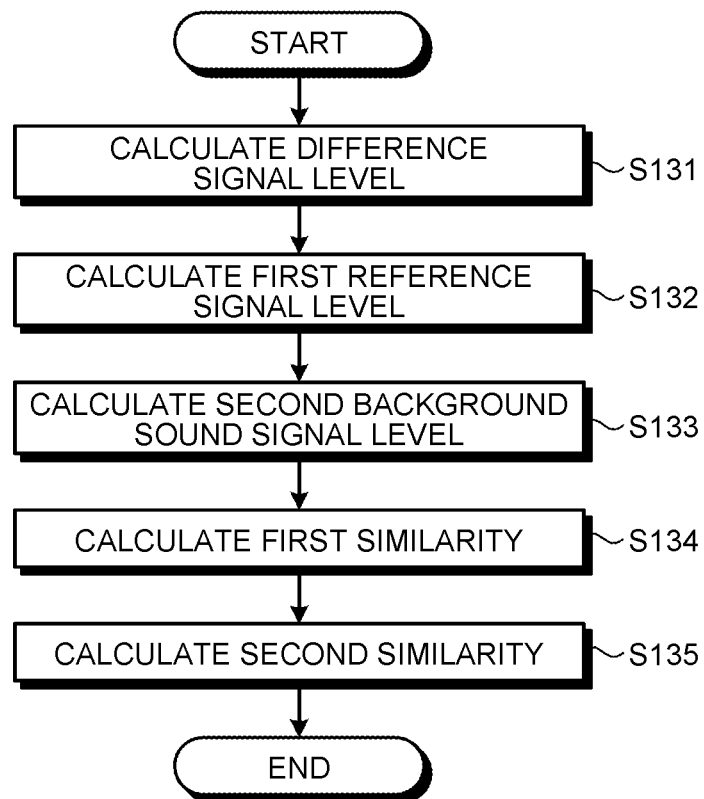 START
CALCULATE DIFFERENCE
SIGNAL LEVEL
S131
CALCULATE FIRST REFERENCE
SIGNAL LEVEL
S132
CALCULATE SECOND BACKGROUND
SOUND SIGNAL LEVEL
S133
CALCULATE FIRST SIMILARITY
S134
CALCULATE SECOND SIMILARITY
S135
END